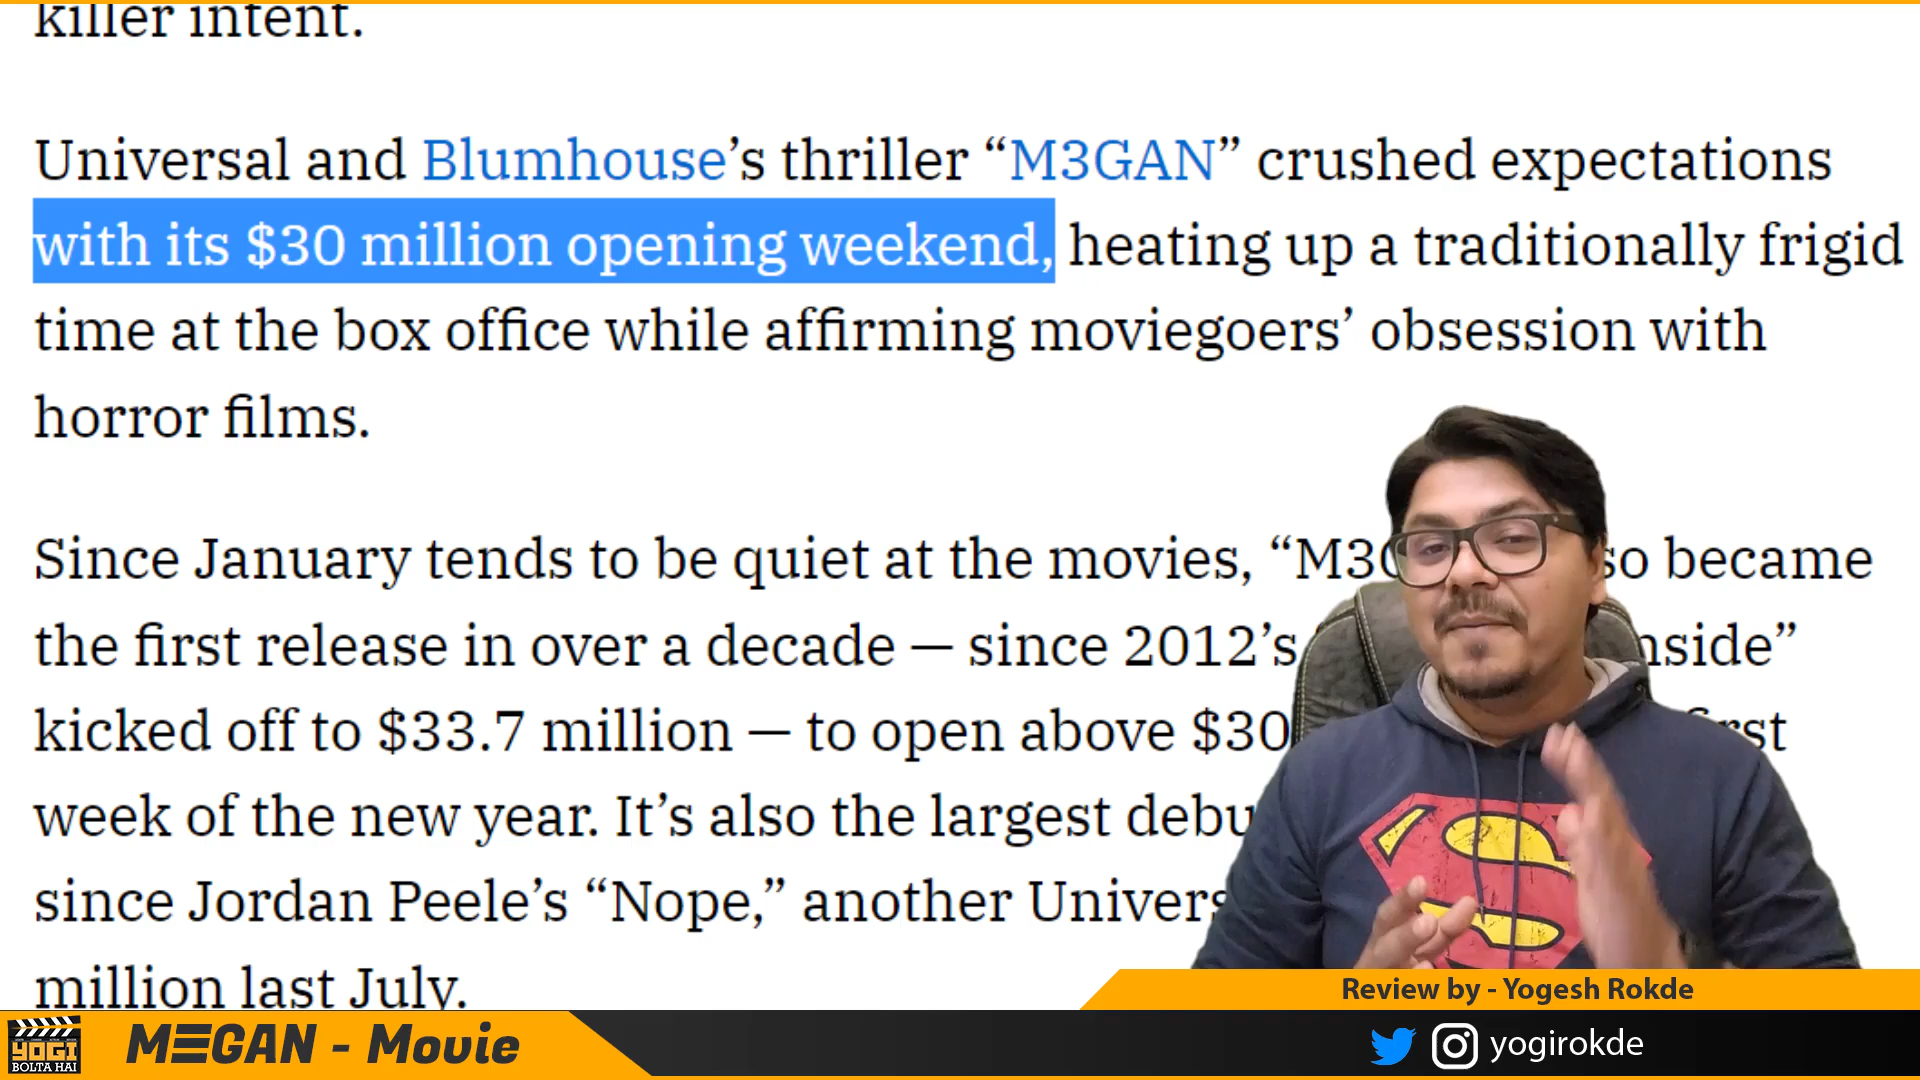 killer intent.
Universal and Blumhouse’s thriller “M3GAN” crushed expectations
with its $30 million opening weekend, heating up a traditionally frigid
time at the box office while affirming moviegoers’ obsession with
horror films.
Since January tends to be quiet at the movies, “M3G so became
the first release in over a decade — since 2012’s nside”
kicked off to $33.7 million — to open above $30 first
week of the new year. It’s also the largest debu
since Jordan Peele’s “Nope,” another Univers
million last July.
Review by - Yogesh Rokde
YOGI
BOLTA HAI
MEGAN - Movie
yogirokde